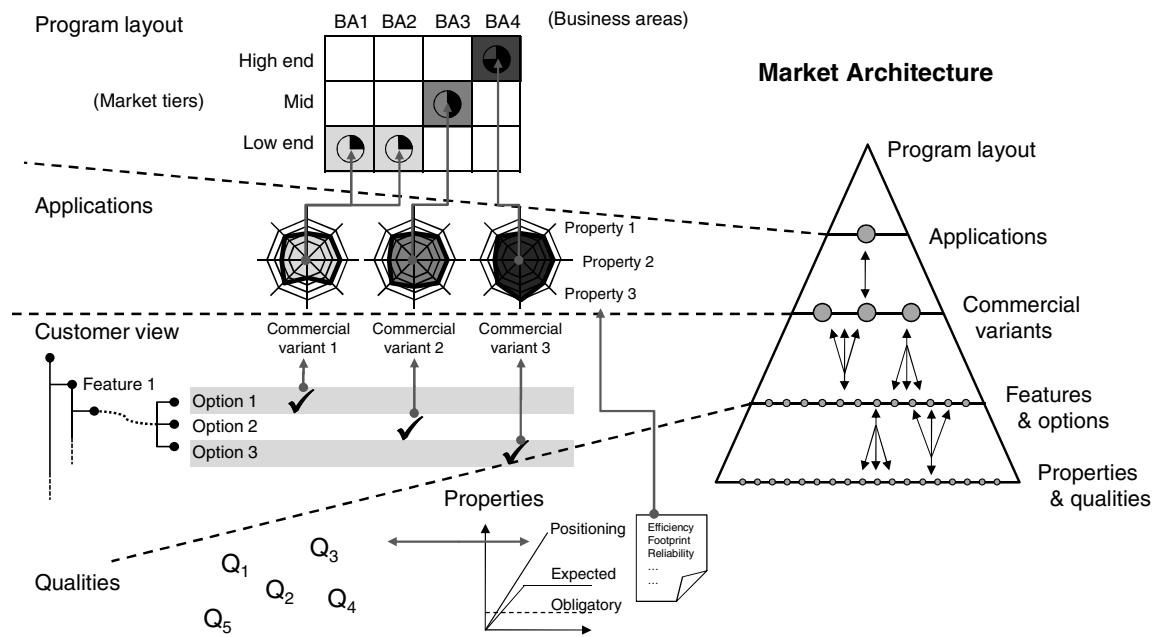 Program layout
BA1 BA2 BA3 BA4
(Business areas)
High end
(Market tiers)
Mid
Low end
Market Architecture
Program layout
Applications
Commercial
variants
Features
& options
Properties
& qualities
Applications
Property 1
Property 2
Property 3
Customer view
Commercial
variant 1
Commercial
variant 2
Commercial
variant 3
Feature 1
Option 1
Option 2
Option 3
Properties
Positioning
Expected
Obligatory
Efficiency
Footprint
Reliability
...
...
Qualities
Q1
Q2
Q3
Q4
Q5